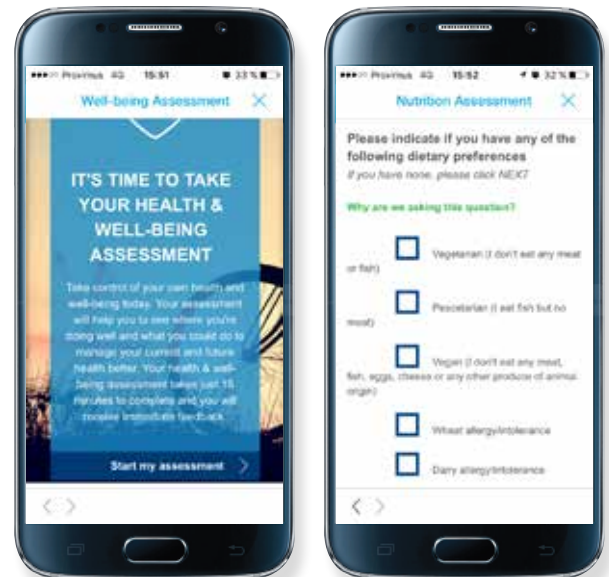 Proximus 4G 15:51 33 %
Well-being Assessment
IT'S TIME TO TAKE
YOUR HEALTH &
WELL-BEING
ASSESSMENT
Take control of your own health and
well-being today. Your assessment
will help you to see where you're
doing well and what you could do to
manage your current and future
health better. Your health & well-
being assessment takes just 15
minutes to complete and you will
receive immediate feedback.
Start my assessment
Proximus 4G 15:52 32 %
Nutrition Assessment
Please indicate if you have any of the
following dietary preferences
If you have none, please click NEXT
Why are we asking this question?
Vegetarian (I don't eat any meat
or fish)
Pescetarian (I eat fish but no
meat)
Vegan (I don't eat any meat,
fish, eggs, cheese or any other produce of animal
origin)
Wheat allergy/intolerance
Dairy allergy/intolerance